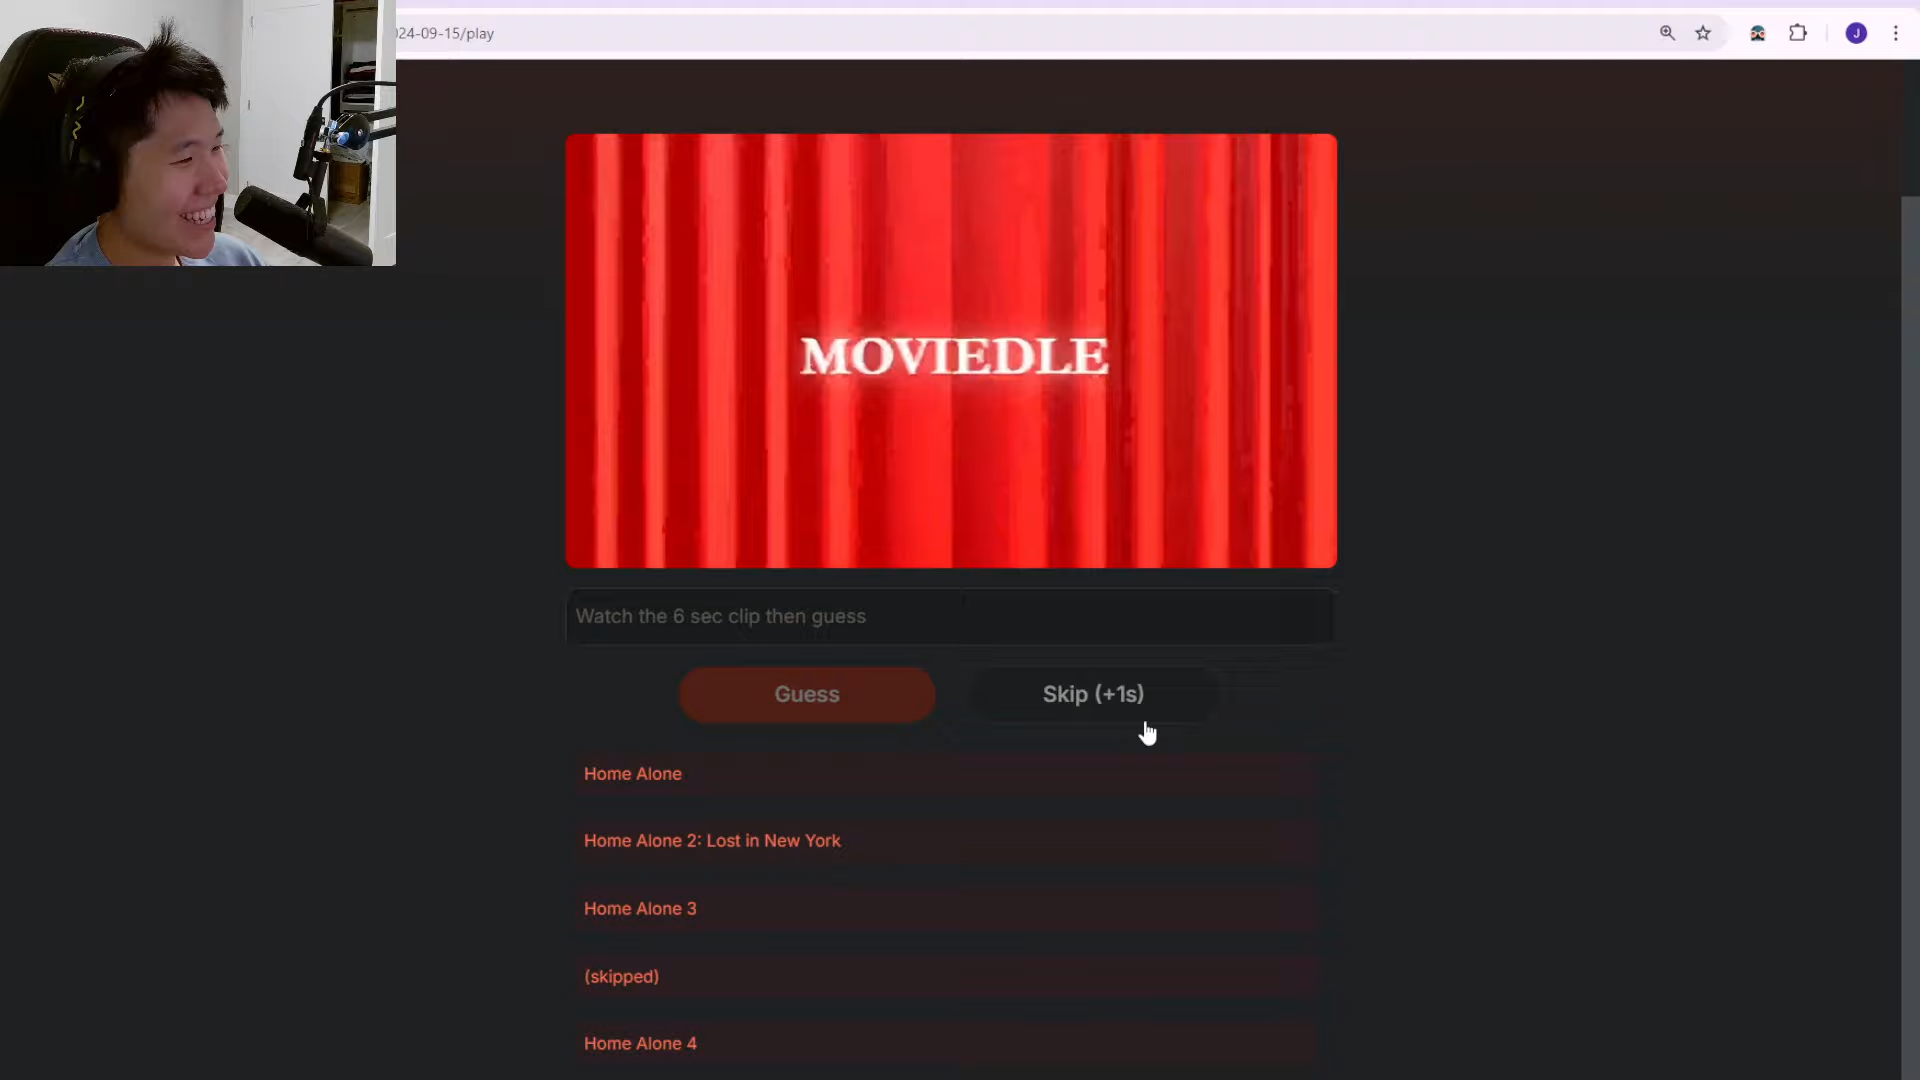 024-09-15/play
J
MOVIEDLE
Watch the 6 sec clip then guess
Guess
Skip (+1s)
Home Alone
Home Alone 2: Lost in New York
Home Alone 3
(skipped)
Home Alone 4